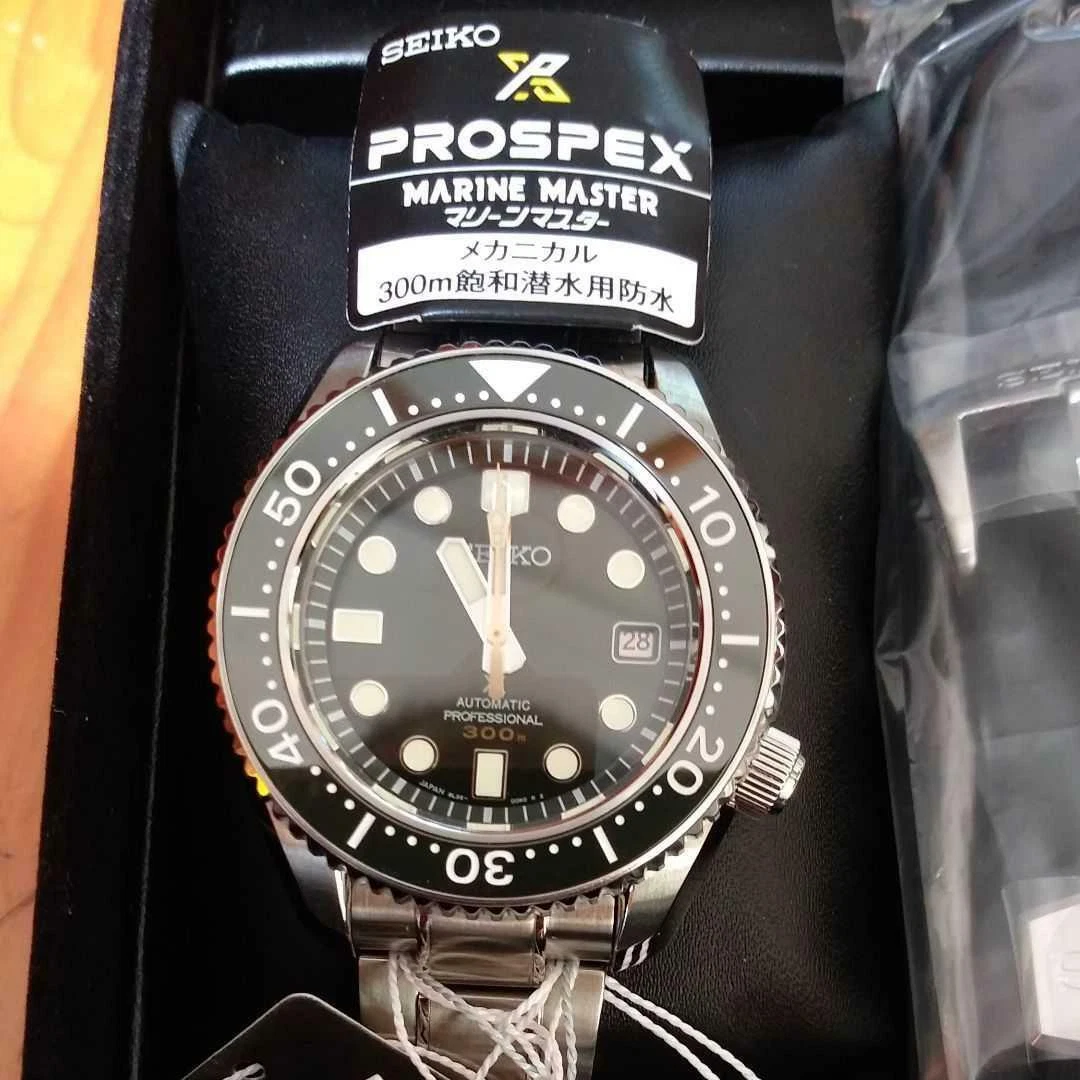 SEIKO
PROSPEX
MARINE MASTER
マリーンマスター
メカニカル
300m飽和潜水用防水
10
20
30
40
50
SEIKO
28
AUTOMATIC
PROFESSIONAL
300m
JAPAN 8L35-